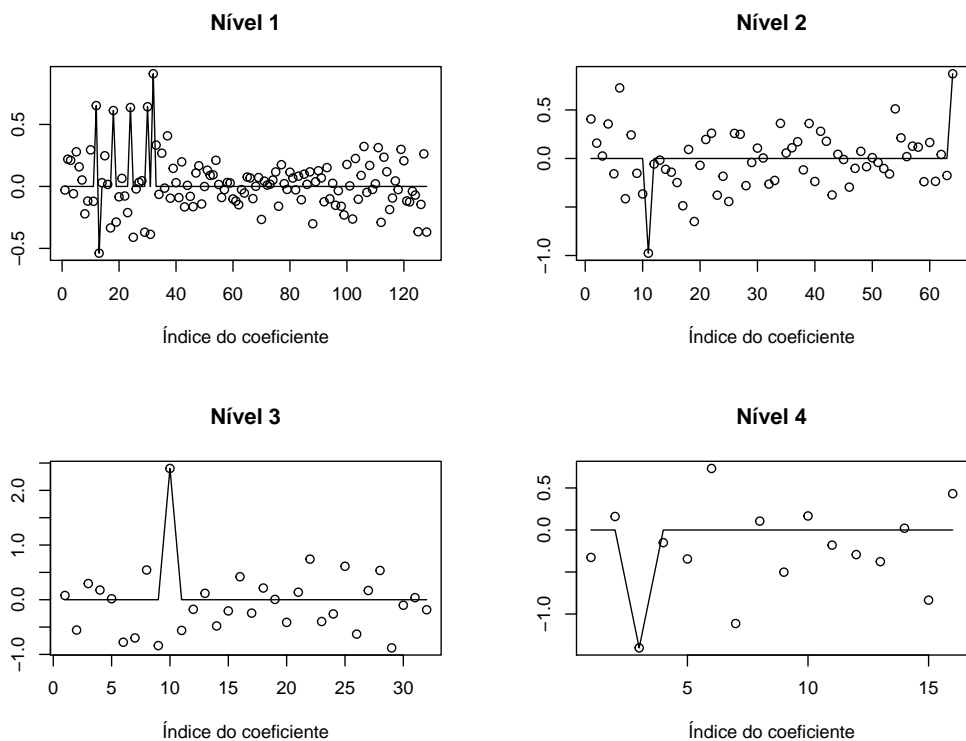 Nível 1
0.5
0.0
−0.5
0 20 40 60 80 100 120
Índice do coeficiente
Nível 2
0.5
0.0
−1.0
0 10 20 30 40 50 60
Índice do coeficiente
Nível 3
2.0
1.0
0.0
−1.0
0 5 10 15 20 25 30
Índice do coeficiente
Nível 4
0.5
0.0
−1.0
5 10 15
Índice do coeficiente